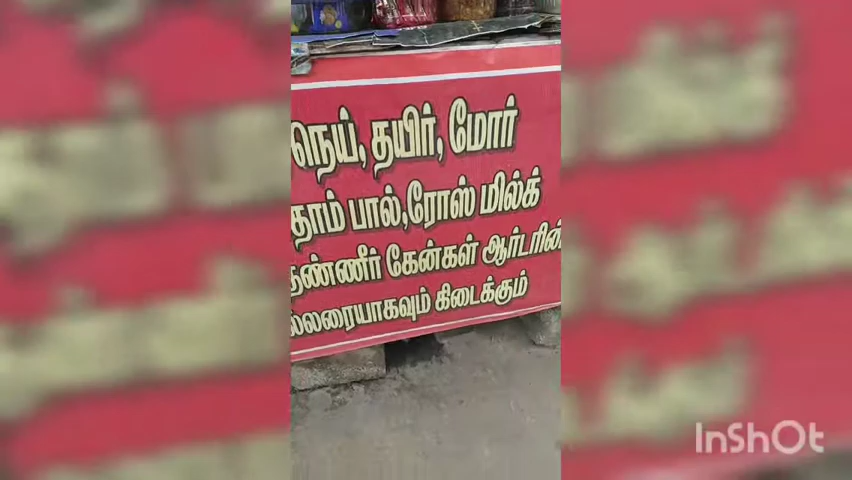 நெய், தயிர், மோர்
தாம் பால்,ரோஸ் மில்க்
தண்ணீர் கேன்கள் ஆர்டரின்
ல்லரையாகவும் கிடைக்கும்
InShOt